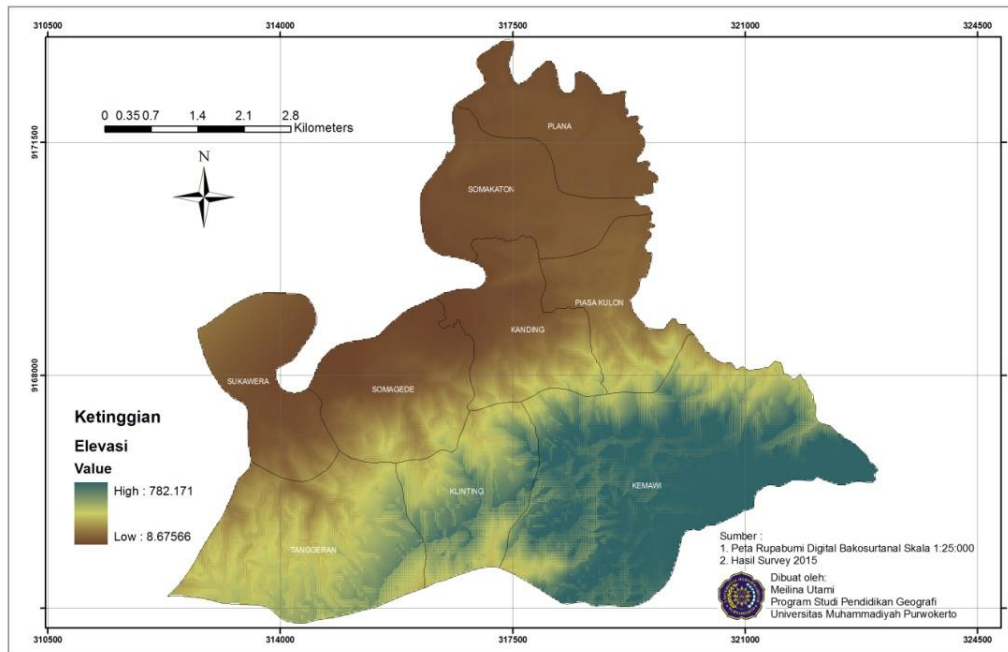 310500
314000
317500
321000
324500
0 0.35 0.7 1.4 2.1 2.8
Kilometers
N
9171500
9171500
9168000
9168000
PLANA
SOMAKATON
PIASA KULON
KANDING
SUKAWERA
SOMAGEDE
KLINTING
KEMAWI
TANGGERAN
Ketinggian
Elevasi
Value
High : 782.171
Low : 8.67566
Sumber :
1. Peta Rupabumi Digital Bakosurtanal Skala 1:25:000
2. Hasil Survey 2015
Dibuat oleh:
Meilina Utami
Program Studi Pendidikan Geografi
Universitas Muhammadiyah Purwokerto
310500
314000
317500
321000
324500